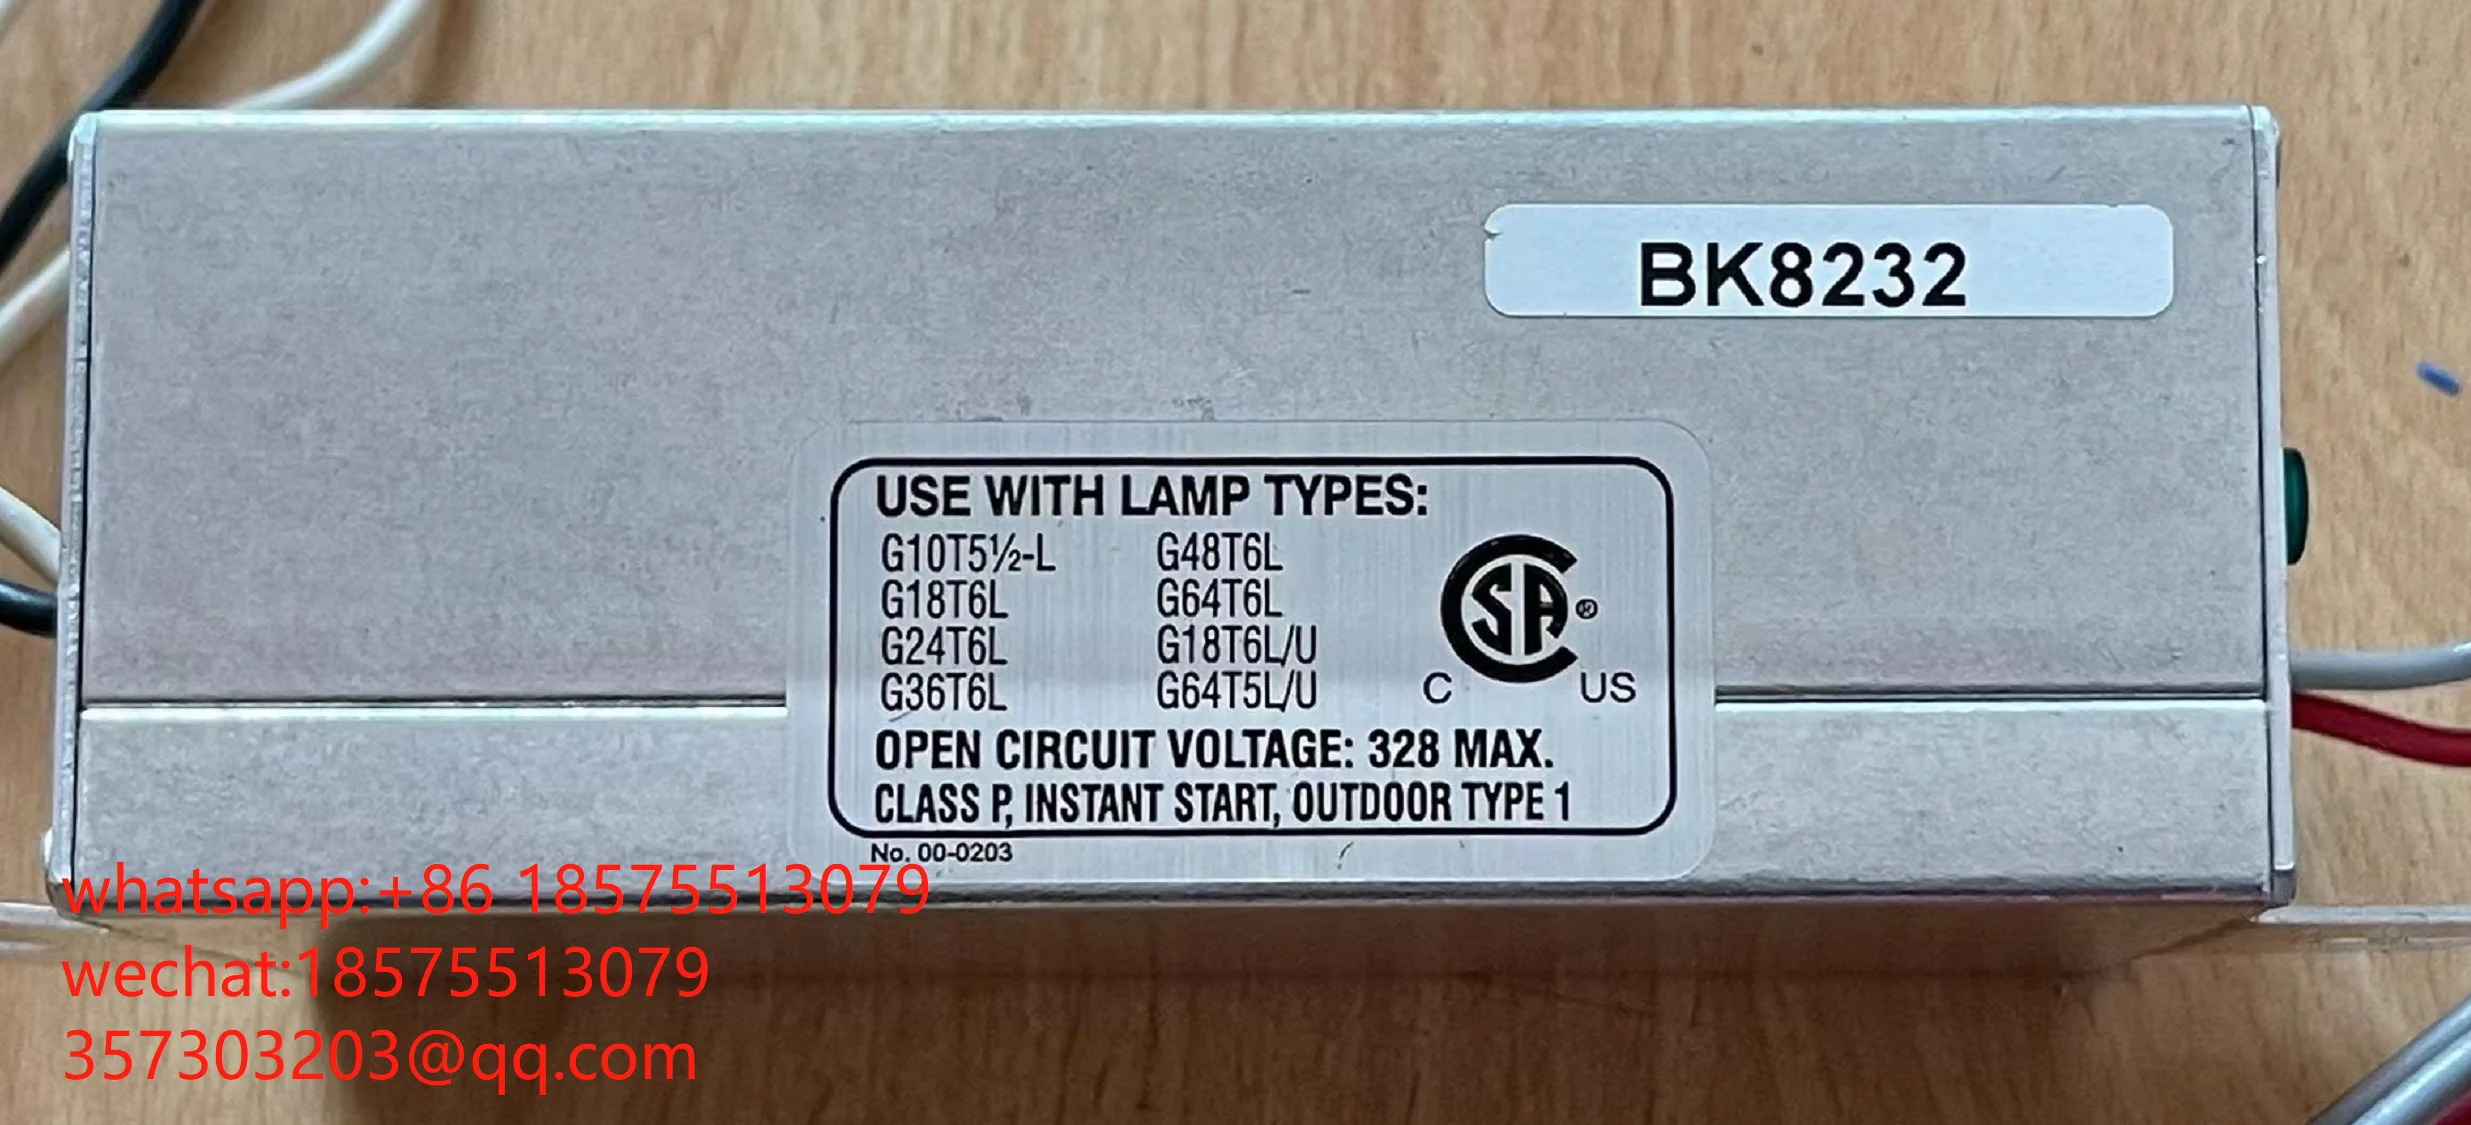 BK8232
USE WITH LAMP TYPES:
G10T5½-L G48T6L
G18T6L G64T6L
G24T6L G18T6L/U
G36T6L G64T5L/U
CSA®
C US
OPEN CIRCUIT VOLTAGE: 328 MAX.
CLASS P, INSTANT START, OUTDOOR TYPE 1
No. 00-0203
whatsapp:+86 18575513079
wechat:18575513079
357303203@qq.com